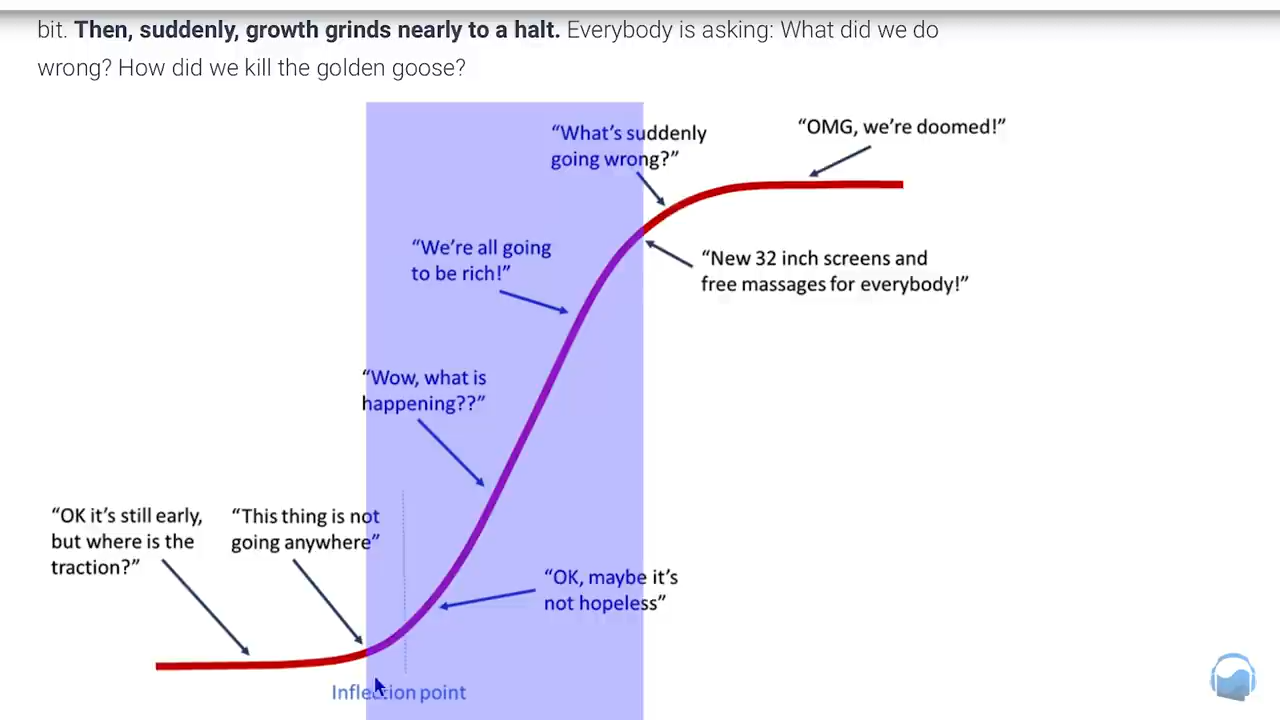 bit. Then, suddenly, growth grinds nearly to a halt. Everybody is asking: What did we do
wrong? How did we kill the golden goose?
“What’s suddenly
going wrong?”
“OMG, we’re doomed!”
“We’re all going
to be rich!”
“New 32 inch screens and
free massages for everybody!”
“Wow, what is
happening??”
“OK it’s still early,
but where is the
traction?”
“This thing is not
going anywhere”
“OK, maybe it’s
not hopeless”
Inflection point